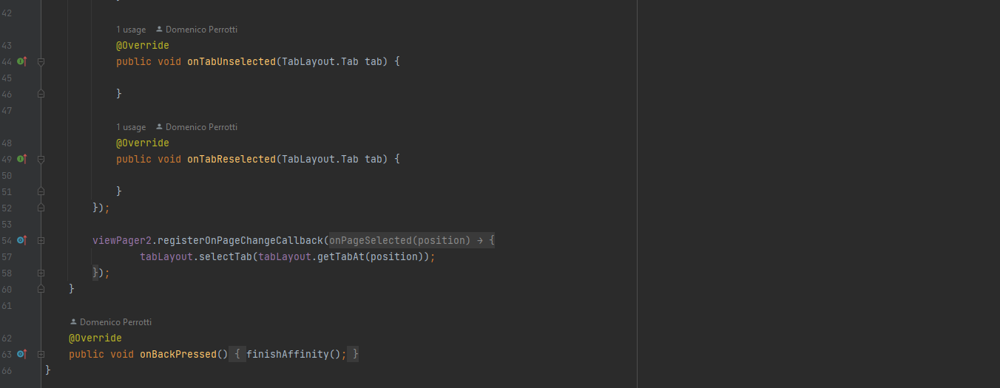 42
1 usage Domenico Perrotti
43 @Override
44 public void onTabUnselected(TabLayout.Tab tab) {
45
46 }
47
1 usage Domenico Perrotti
48 @Override
49 public void onTabReselected(TabLayout.Tab tab) {
50
51 }
52 });
53
54 viewPager2.registerOnPageChangeCallback(onPageSelected(position) → {
57 tabLayout.selectTab(tabLayout.getTabAt(position));
58 });
60 }
61
Domenico Perrotti
62 @Override
63 public void onBackPressed() { finishAffinity(); }
66 }